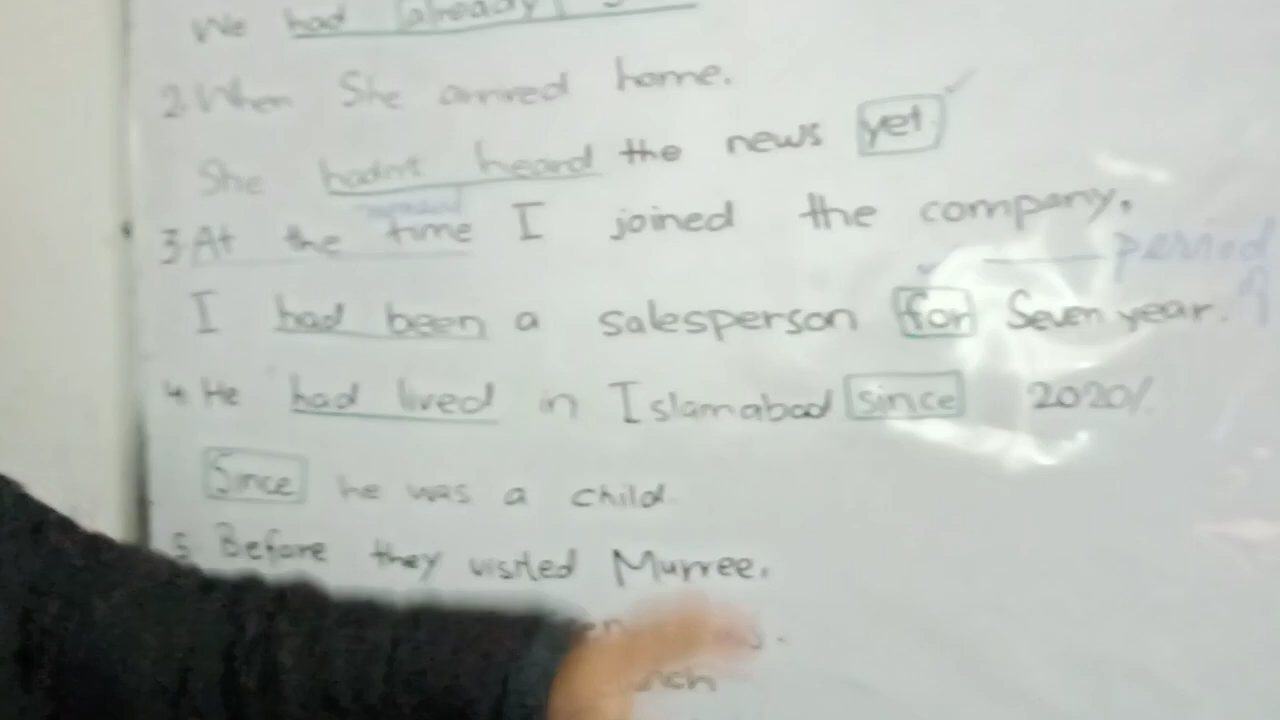 We had already
2. When She arrived home.
She hadn't heard the news yet
3 At the time I joined the company.
period
I had been a salesperson for Seven year.
4 He had lived in Islamabad since 2020/
Since he was a child.
5 Before they visited Murree.